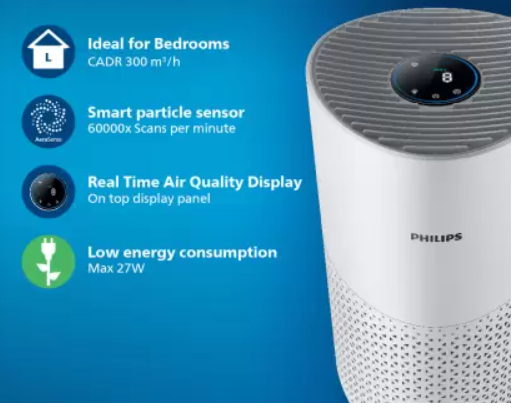 L
Ideal for Bedrooms
CADR 300 m³/h
Smart particle sensor
60000x Scans per minute
AeraSense
Real Time Air Quality Display
On top display panel
Low energy consumption
Max 27W
8
PHILIPS